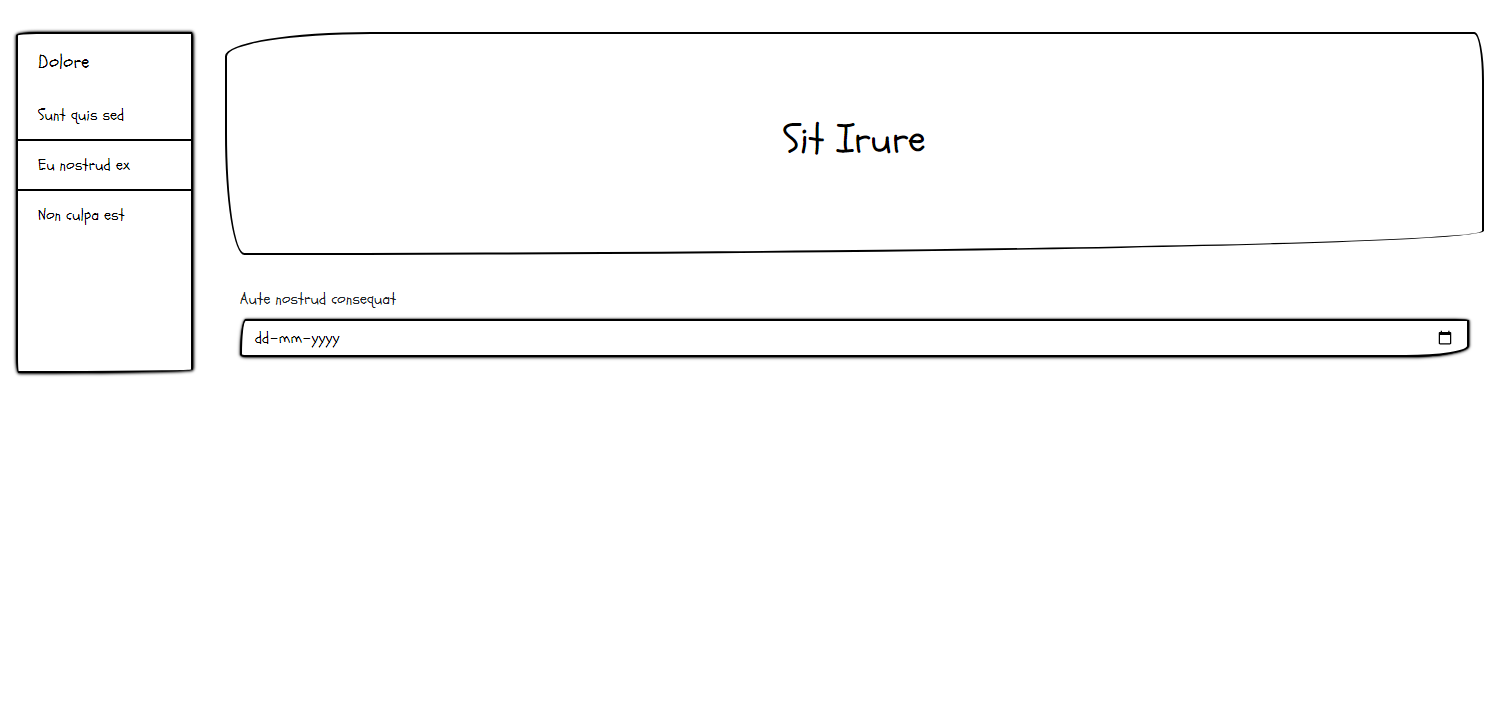 Dolore
Sunt quis sed
Eu nostrud ex
Non culpa est
Sit Irure
Aute nostrud consequat
dd-mm-yyyy